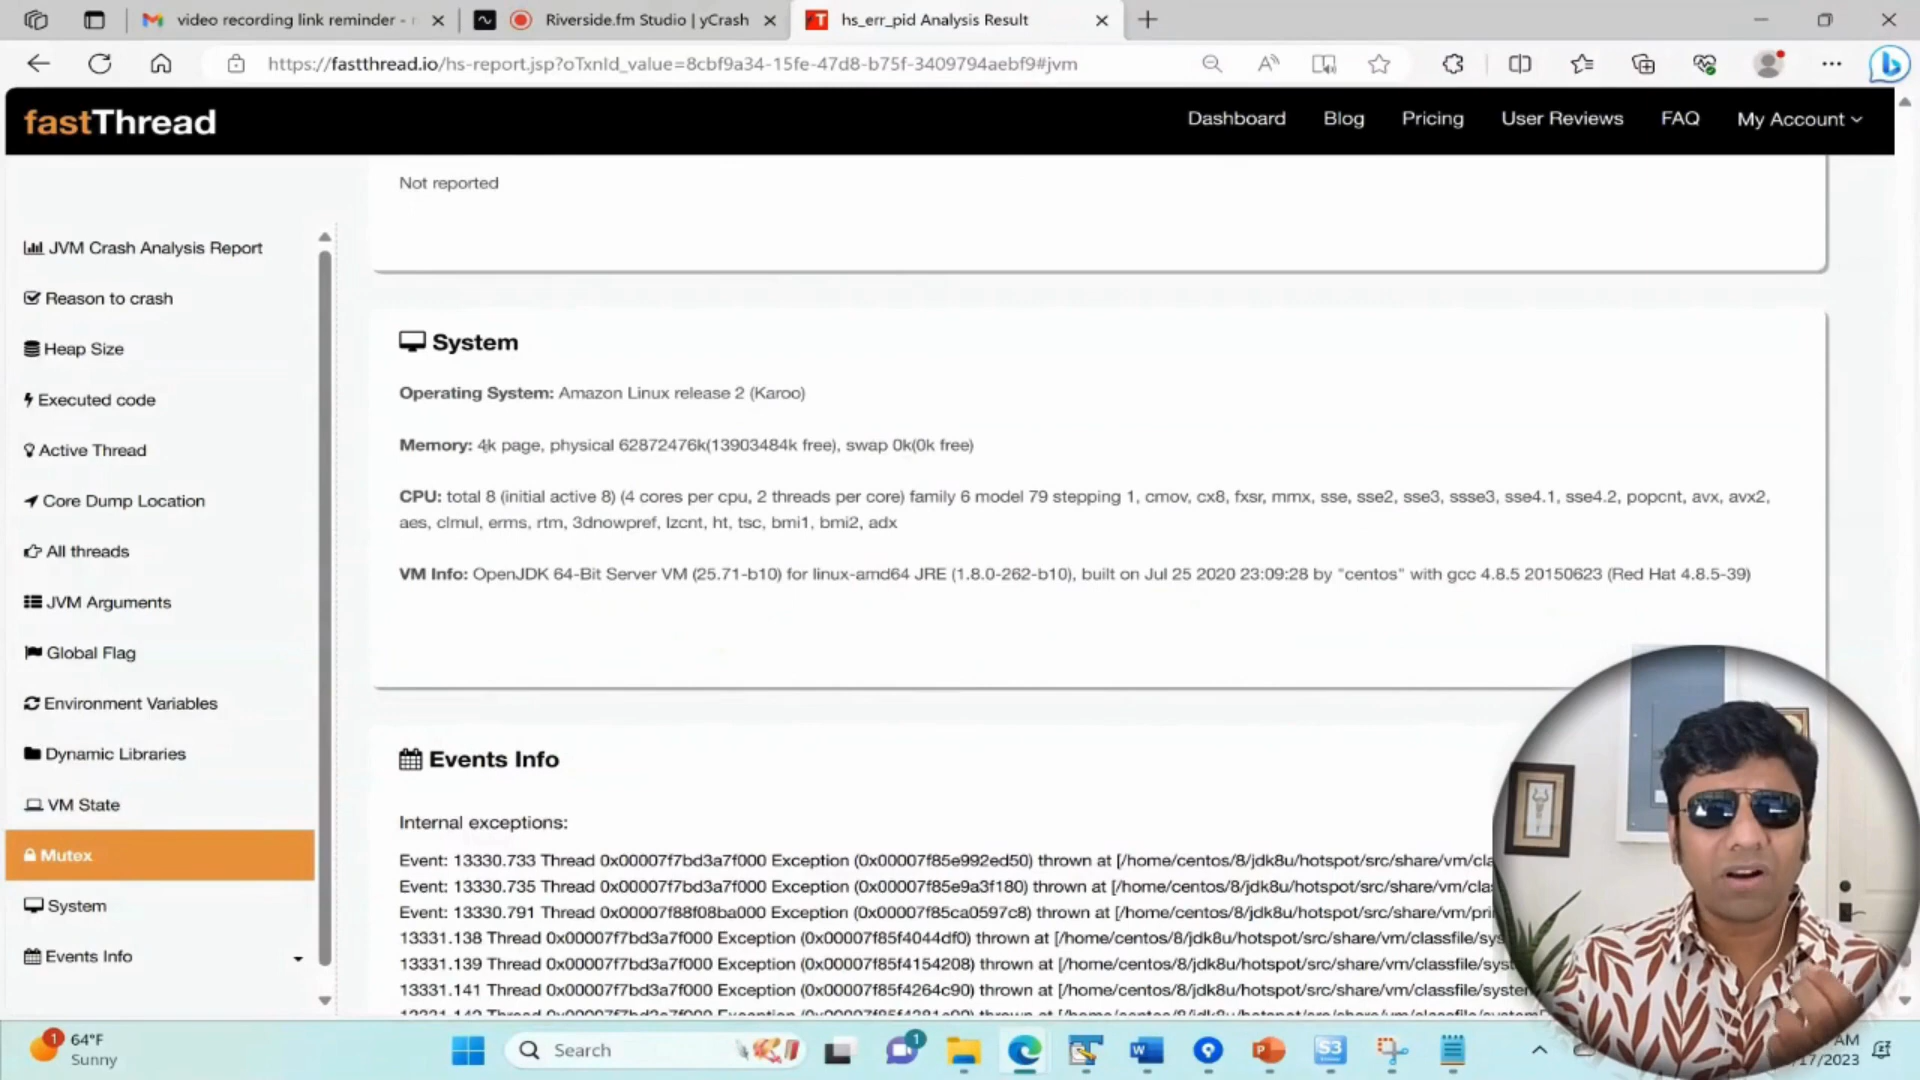 video recording link reminder -
Riverside.fm Studio | yCrash
hs_err_pid Analysis Result
https://fastthread.io/hs-report.jsp?oTxnId_value=8cbf9a34-15fe-47d8-b75f-3409794aebf9#jvm
fastThread
Dashboard
Blog
Pricing
User Reviews
FAQ
My Account
Not reported
JVM Crash Analysis Report
Reason to crash
Heap Size
Executed code
Active Thread
Core Dump Location
All threads
JVM Arguments
Global Flag
Environment Variables
Dynamic Libraries
VM State
Mutex
System
Events Info
System
Operating System: Amazon Linux release 2 (Karoo)
Memory: 4k page, physical 62872476k(13903484k free), swap 0k(0k free)
CPU: total 8 (initial active 8) (4 cores per cpu, 2 threads per core) family 6 model 79 stepping 1, cmov, cx8, fxsr, mmx, sse, sse2, sse3, ssse3, sse4.1, sse4.2, popcnt, avx, avx2,
aes, clmul, erms, rtm, 3dnowpref, lzcnt, ht, tsc, bmi1, bmi2, adx
VM Info: OpenJDK 64-Bit Server VM (25.71-b10) for linux-amd64 JRE (1.8.0-262-b10), built on Jul 25 2020 23:09:28 by "centos" with gcc 4.8.5 20150623 (Red Hat 4.8.5-39)
Events Info
Internal exceptions:
Event: 13330.733 Thread 0x00007f7bd3a7f000 Exception (0x00007f85e992ed50) thrown at [/home/centos/8/jdk8u/hotspot/src/share/vm/cla
Event: 13330.735 Thread 0x00007f7bd3a7f000 Exception (0x00007f85e9a3f180) thrown at [/home/centos/8/jdk8u/hotspot/src/share/vm/clas
Event: 13330.791 Thread 0x00007f88f08ba000 Exception (0x00007f85ca0597c8) thrown at [/home/centos/8/jdk8u/hotspot/src/share/vm/pri
13331.138 Thread 0x00007f7bd3a7f000 Exception (0x00007f85f4044df0) thrown at [/home/centos/8/jdk8u/hotspot/src/share/vm/classfile/sys
13331.139 Thread 0x00007f7bd3a7f000 Exception (0x00007f85f4154208) thrown at [/home/centos/8/jdk8u/hotspot/src/share/vm/classfile/sys
13331.141 Thread 0x00007f7bd3a7f000 Exception (0x00007f85f4264c90) thrown at [/home/centos/8/jdk8u/hotspot/src/share/vm/classfile/system
64°F
Sunny
1
Search
1
S3
AM
/17/2023